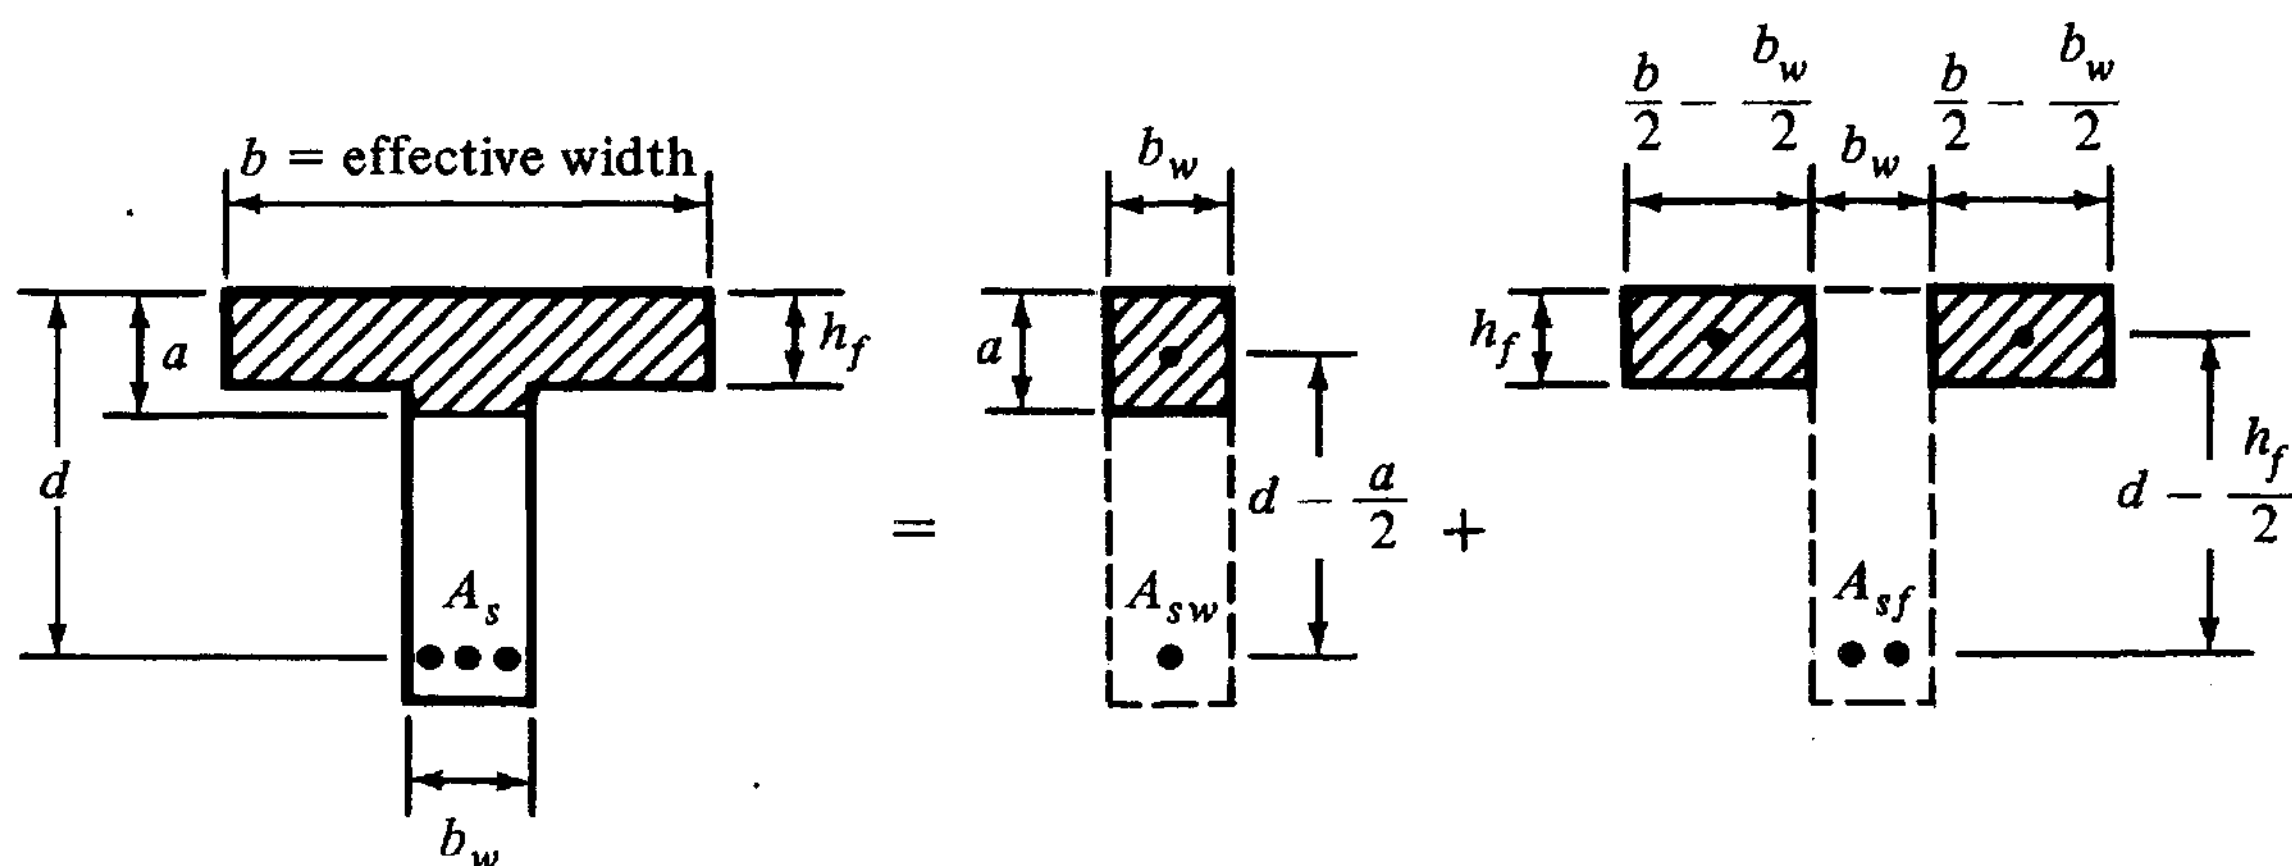 b = effective width
a
h_f
d
A_s
b_w
=
b_w
a
d - a/2
A_sw
+
b/2 - b_w/2
b_w
b/2 - b_w/2
h_f
A_sf
d - h_f/2